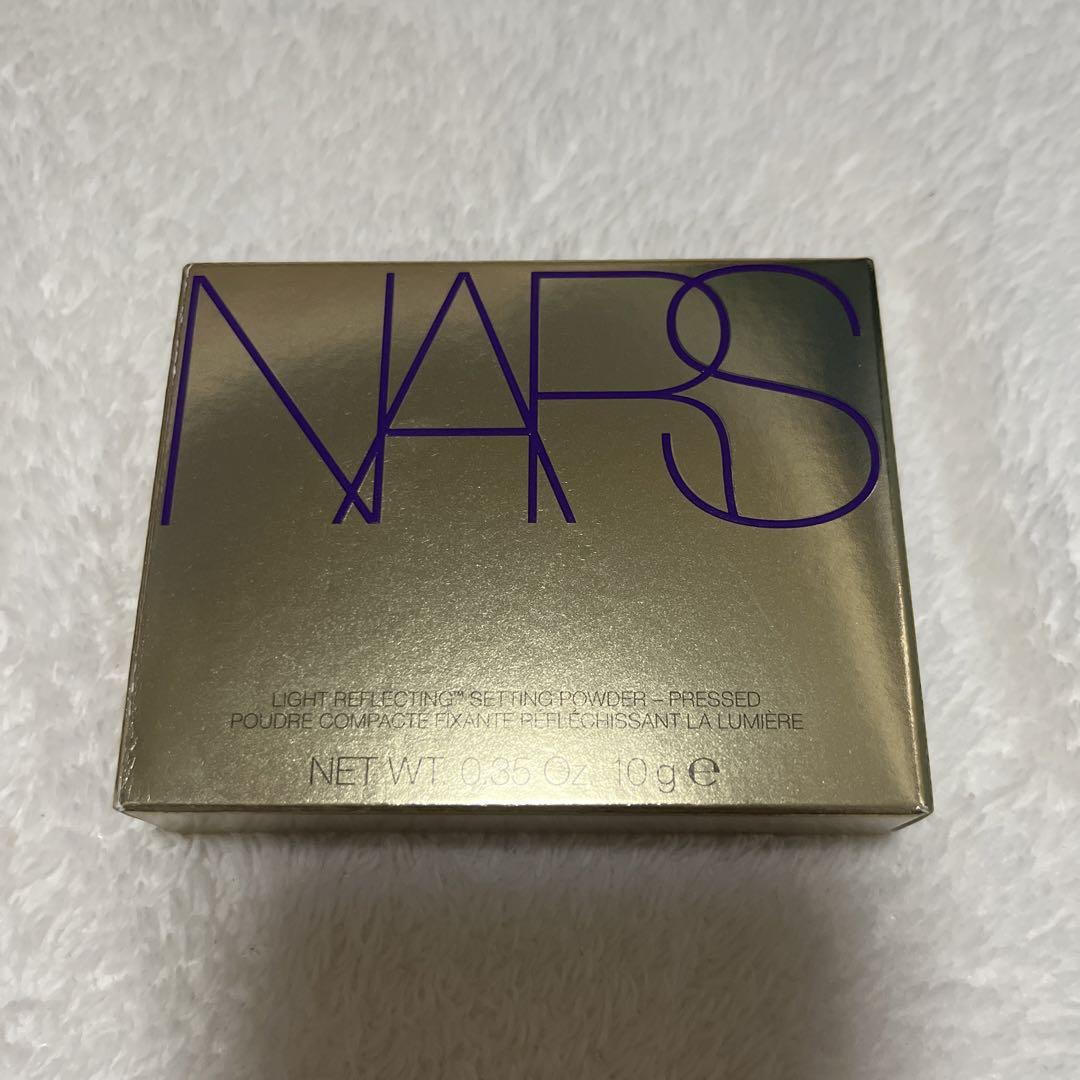 NARS
LIGHT REFLECTING™ SETTING POWDER – PRESSED
POUDRE COMPACTE FIXANTE RÉFLÉCHISSANT LA LUMIÈRE
NET WT. 0.35 Oz. 10 g ℮